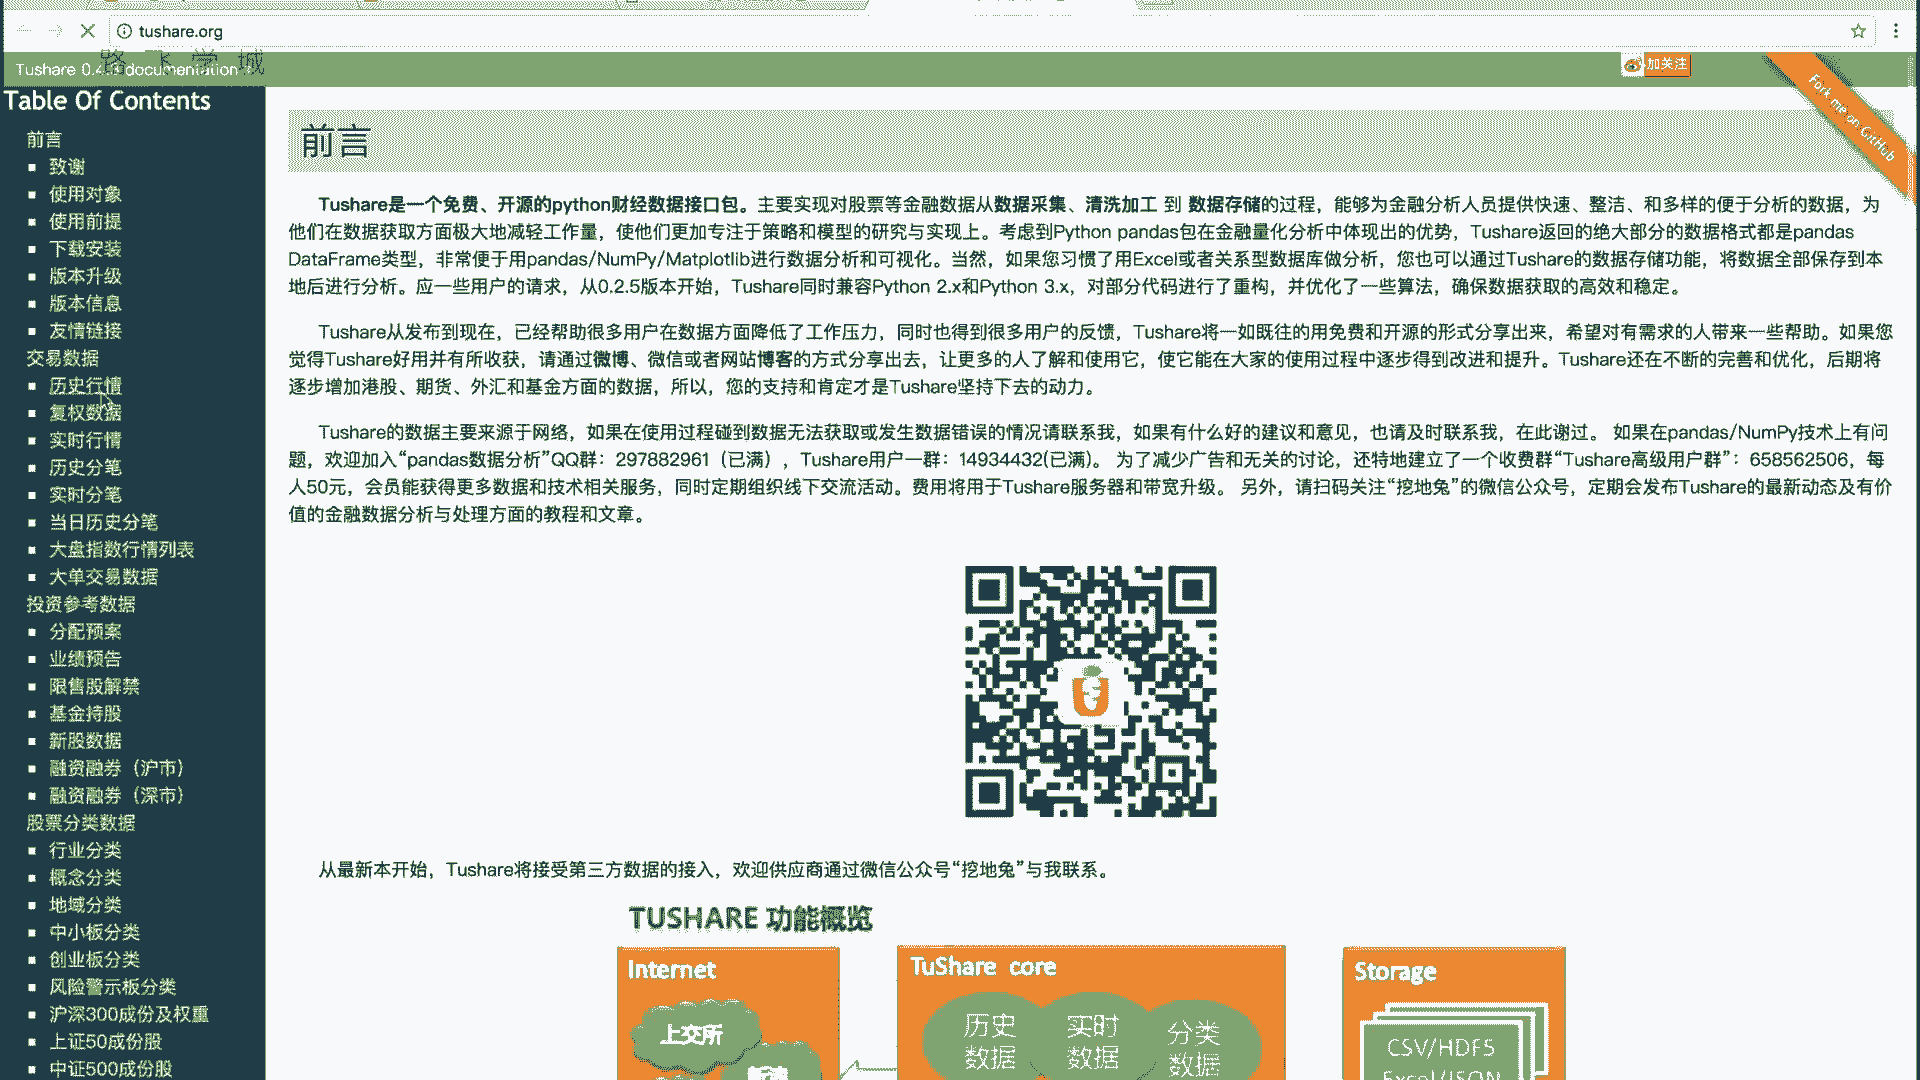 tushare.org
路飞学城
Tushare 0.4.3 documentation
加关注
Fork me on GitHub
Table Of Contents
前言
致谢
使用对象
使用前提
下载安装
版本升级
版本信息
友情链接
交易数据
历史行情
复权数据
实时行情
历史分笔
实时分笔
当日历史分笔
大盘指数行情列表
大单交易数据
投资参考数据
分配预案
业绩预告
限售股解禁
基金持股
新股数据
融资融券（沪市）
融资融券（深市）
股票分类数据
行业分类
概念分类
地域分类
中小板分类
创业板分类
风险警示板分类
沪深300成份及权重
上证50成份股
中证500成份股
前言
Tushare是一个免费、开源的python财经数据接口包。主要实现对股票等金融数据从数据采集、清洗加工 到 数据存储的过程，能够为金融分析人员提供快速、整洁、和多样的便于分析的数据，为
他们在数据获取方面极大地减轻工作量，使他们更加专注于策略和模型的研究与实现上。考虑到Python pandas包在金融量化分析中体现出的优势，Tushare返回的绝大部分的数据格式都是pandas
DataFrame类型，非常便于用pandas/NumPy/Matplotlib进行数据分析和可视化。当然，如果您习惯了用Excel或者关系型数据库做分析，您也可以通过Tushare的数据存储功能，将数据全部保存到本
地后进行分析。应一些用户的请求，从0.2.5版本开始，Tushare同时兼容Python 2.x和Python 3.x，对部分代码进行了重构，并优化了一些算法，确保数据获取的高效和稳定。
Tushare从发布到现在，已经帮助很多用户在数据方面降低了工作压力，同时也得到很多用户的反馈，Tushare将一如既往的用免费和开源的形式分享出来，希望对有需求的人带来一些帮助。如果您
觉得Tushare好用并有所收获，请通过微博、微信或者网站博客的方式分享出去，让更多的人了解和使用它，使它能在大家的使用过程中逐步得到改进和提升。Tushare还在不断的完善和优化，后期将
逐步增加港股、期货、外汇和基金方面的数据，所以，您的支持和肯定才是Tushare坚持下去的动力。
Tushare的数据主要来源于网络，如果在使用过程碰到数据无法获取或发生数据错误的情况请联系我，如果有什么好的建议和意见，也请及时联系我，在此谢过。 如果在pandas/NumPy技术上有问
题，欢迎加入“pandas数据分析”QQ群：297882961（已满），Tushare用户一群：14934432(已满)。 为了减少广告和无关的讨论，还特地建立了一个收费群“Tushare高级用户群”：658562506，每
人50元，会员能获得更多数据和技术相关服务，同时定期组织线下交流活动。费用将用于Tushare服务器和带宽升级。 另外，请扫码关注“挖地兔”的微信公众号，定期会发布Tushare的最新动态及有价
值的金融数据分析与处理方面的教程和文章。
从最新本开始，Tushare将接受第三方数据的接入，欢迎供应商通过微信公众号“挖地兔”与我联系。
TUSHARE 功能概览
Internet
上交所
TuShare core
历史
数据
实时
数据
分类
数据
Storage
CSV/HDF5
Excel/JSON